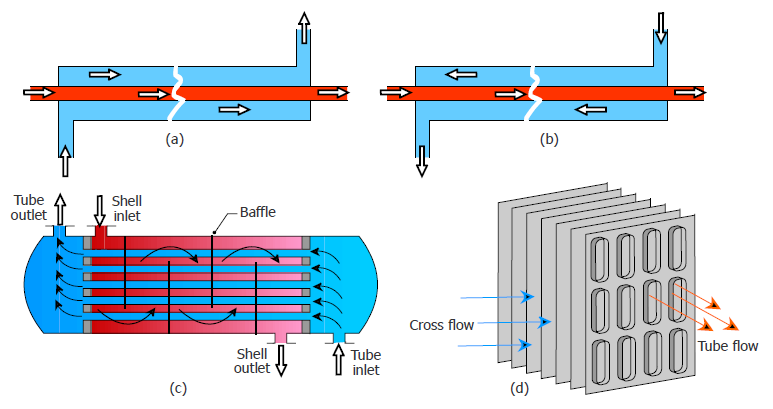 (a)
(b)
Tube
outlet
Shell
inlet
Baffle
Shell
outlet
Tube
inlet
(c)
Cross flow
Tube flow
(d)